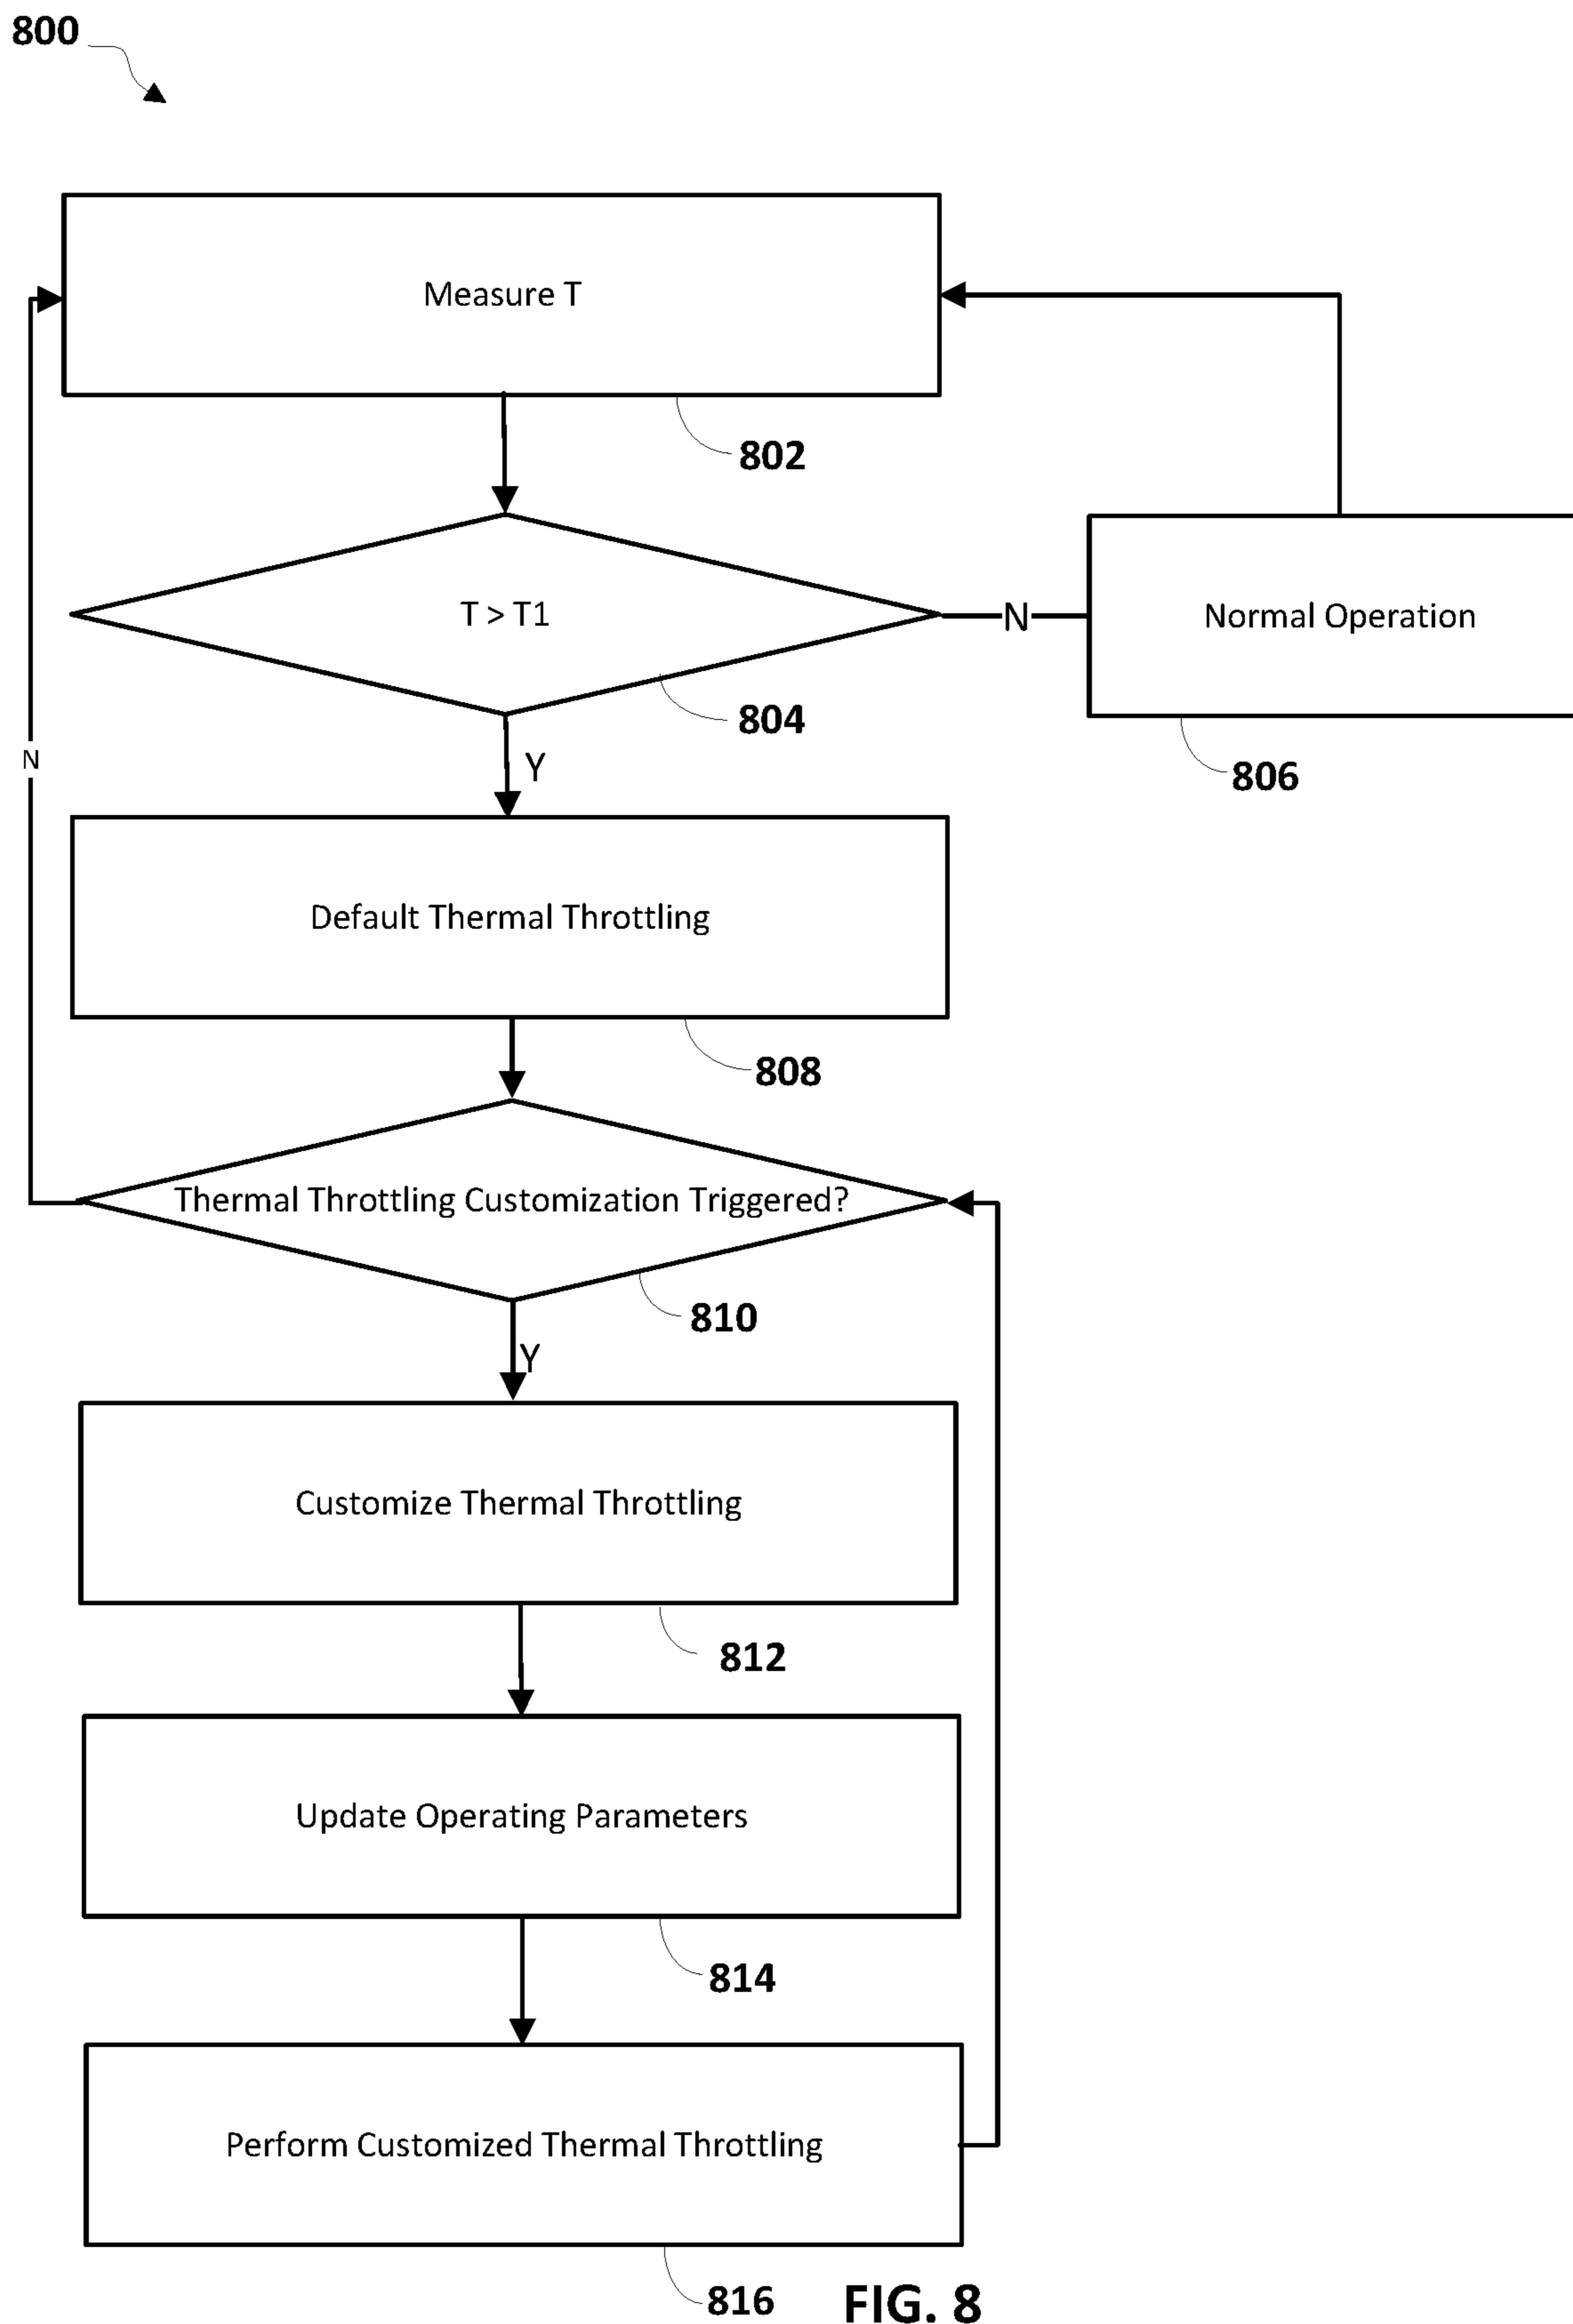 800
Measure T
802
T > T1
N
Normal Operation
804
N
Y
806
Default Thermal Throttling
808
Thermal Throttling Customization Triggered?
810
Y
Customize Thermal Throttling
812
Update Operating Parameters
814
Perform Customized Thermal Throttling
816
FIG. 8